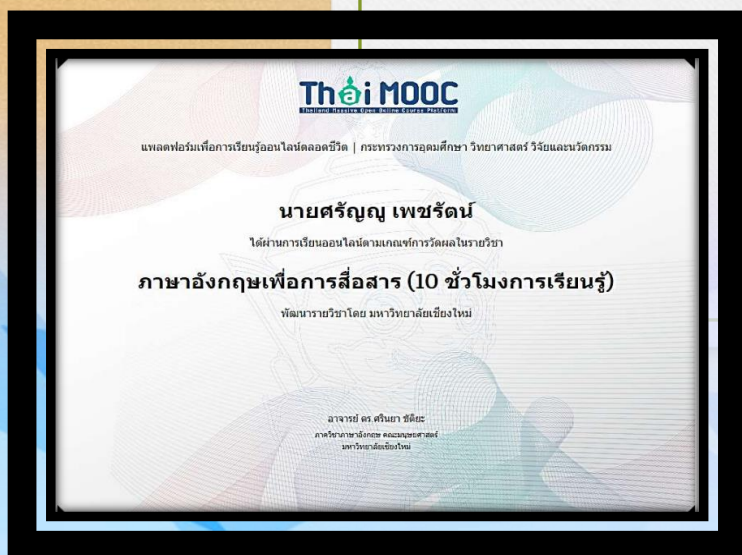 Thai MOOC
Thailand Massive Open Online Course Platform
แพลตฟอร์มเพื่อการเรียนรู้ออนไลน์ตลอดชีวิต | กระทรวงการอุดมศึกษา วิทยาศาสตร์ วิจัยและนวัตกรรม
นายศรัญญู เพชรัตน์
ได้ผ่านการเรียนออนไลน์ตามเกณฑ์การวัดผลในรายวิชา
ภาษาอังกฤษเพื่อการสื่อสาร (10 ชั่วโมงการเรียนรู้)
พัฒนารายวิชาโดย มหาวิทยาลัยเชียงใหม่
อาจารย์ ดร.ศรินยา ขัติยะ
ภาควิชาภาษาอังกฤษ คณะมนุษยศาสตร์
มหาวิทยาลัยเชียงใหม่